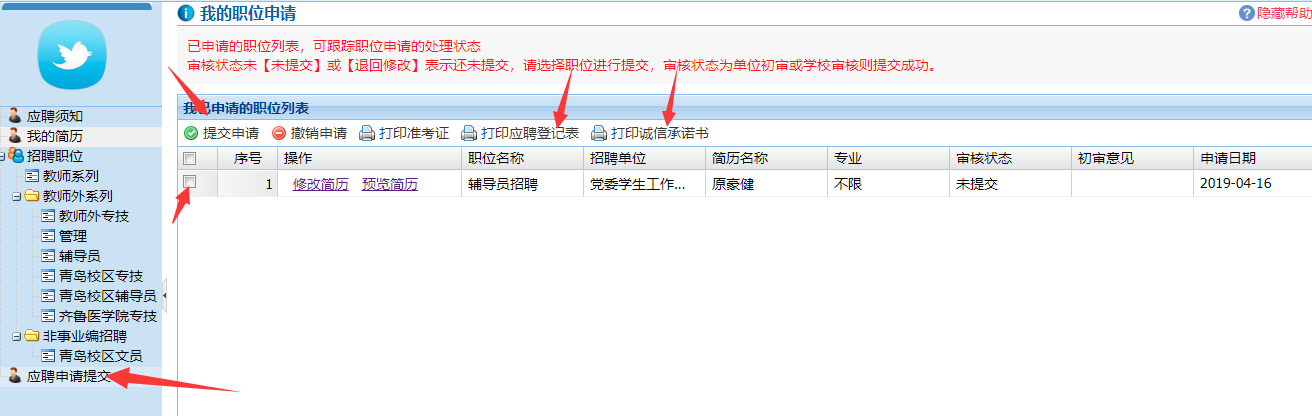 我的职位申请
隐藏帮助
已申请的职位列表，可跟踪职位申请的处理状态
审核状态未【未提交】或【退回修改】表示还未提交，请选择职位进行提交，审核状态为单位初审或学校审核则提交成功。
应聘须知
我的简历
招聘职位
教师系列
教师外系列
教师外专技
管理
辅导员
青岛校区专技
青岛校区辅导员
齐鲁医学院专技
非事业编招聘
青岛校区文员
应聘申请提交
我已申请的职位列表
提交申请 撤销申请 打印准考证 打印应聘登记表 打印诚信承诺书
序号 操作 职位名称 招聘单位 简历名称 专业 审核状态 初审意见 申请日期
1 修改简历 预览简历 辅导员招聘 党委学生工作... 原豪健 不限 未提交 2019-04-16